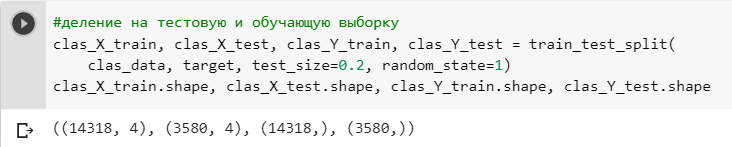 #деление на тестовую и обучающую выборку
clas_X_train, clas_X_test, clas_Y_train, clas_Y_test = train_test_split(
    clas_data, target, test_size=0.2, random_state=1)
clas_X_train.shape, clas_X_test.shape, clas_Y_train.shape, clas_Y_test.shape
((14318, 4), (3580, 4), (14318,), (3580,))